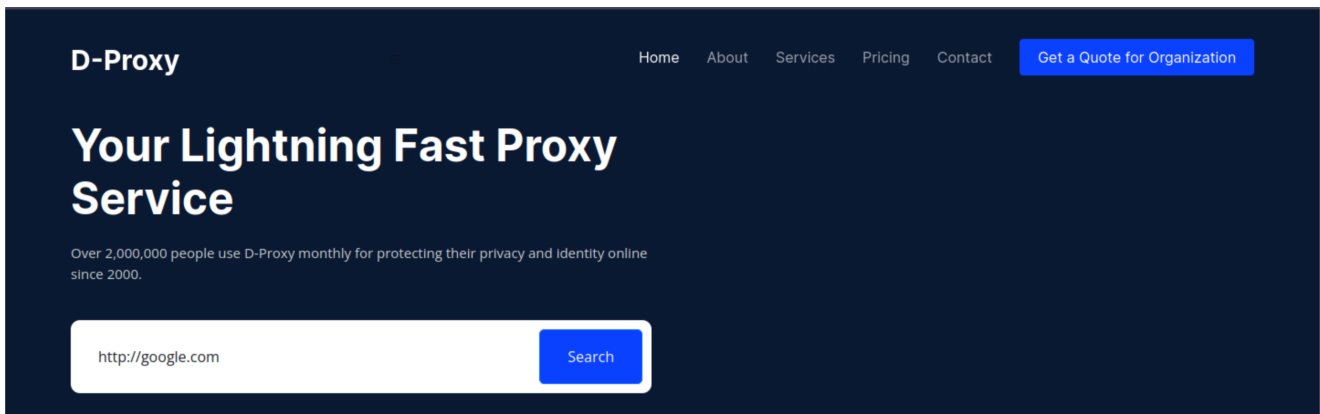 D-Proxy
Home About Services Pricing Contact Get a Quote for Organization
Your Lightning Fast Proxy
Service
Over 2,000,000 people use D-Proxy monthly for protecting their privacy and identity online
since 2000.
http://google.com Search